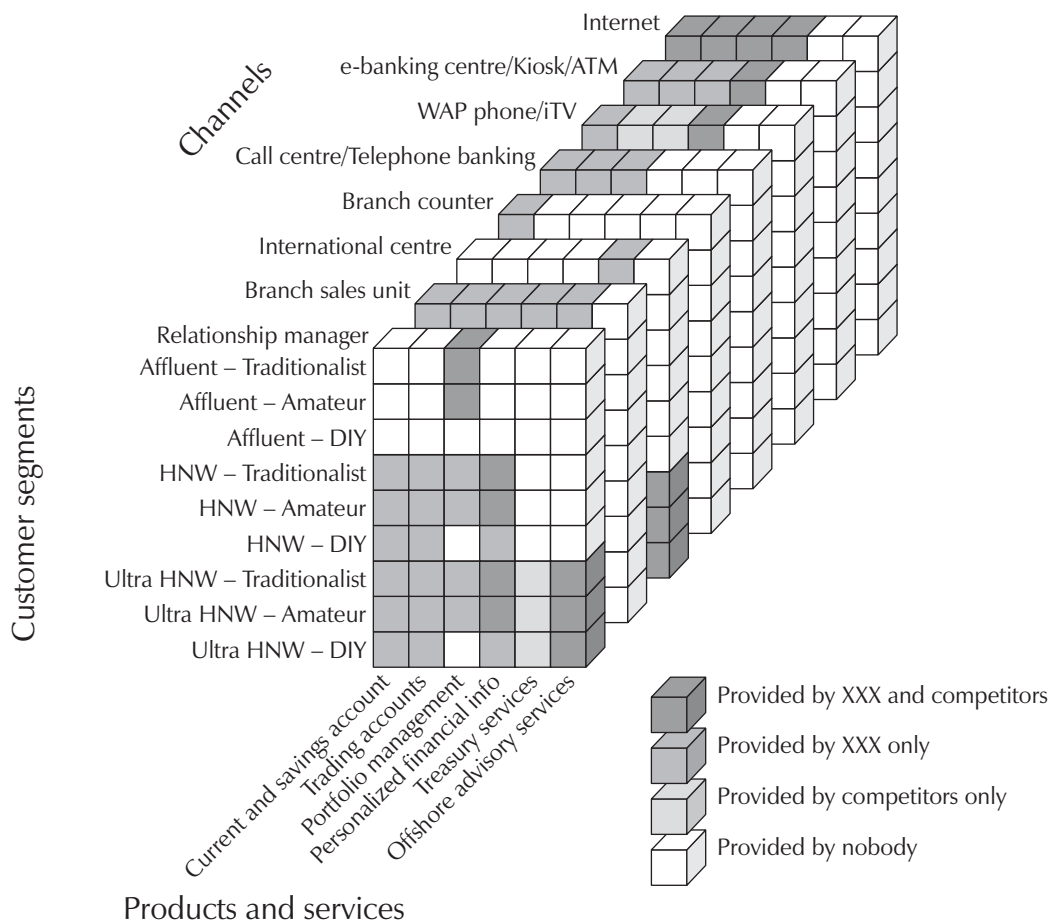 Internet
e-banking centre/Kiosk/ATM
Channels
WAP phone/iTV
Call centre/Telephone banking
Branch counter
International centre
Branch sales unit
Relationship manager
Affluent – Traditionalist
Affluent – Amateur
Affluent – DIY
HNW – Traditionalist
HNW – Amateur
HNW – DIY
Ultra HNW – Traditionalist
Ultra HNW – Amateur
Ultra HNW – DIY
Customer segments
Current and savings account
Trading accounts
Portfolio management
Personalized financial info
Treasury services
Offshore advisory services
Products and services
Provided by XXX and competitors
Provided by XXX only
Provided by competitors only
Provided by nobody